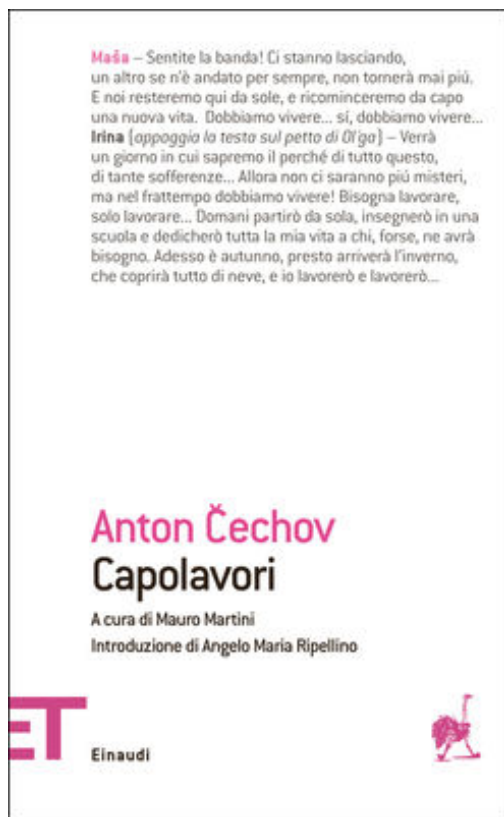 Maša – Sentite la banda! Ci stanno lasciando,
un altro se n'è andato per sempre, non tornerà mai piú.
E noi resteremo qui da sole, e ricominceremo da capo
una nuova vita. Dobbiamo vivere... sí, dobbiamo vivere...
Irina (appoggia la testa sul petto di Ol'ga) – Verrà
un giorno in cui sapremo il perché di tutto questo,
di tante sofferenze... Allora non ci saranno piú misteri,
ma nel frattempo dobbiamo vivere! Bisogna lavorare,
solo lavorare... Domani partirò da sola, insegnerò in una
scuola e dedicherò tutta la mia vita a chi, forse, ne avrà
bisogno. Adesso è autunno, presto arriverà l'inverno,
che coprirà tutto di neve, e io lavorerò e lavorerò...
Anton Čechov
Capolavori
A cura di Mauro Martini
Introduzione di Angelo Maria Ripellino
ET
Einaudi